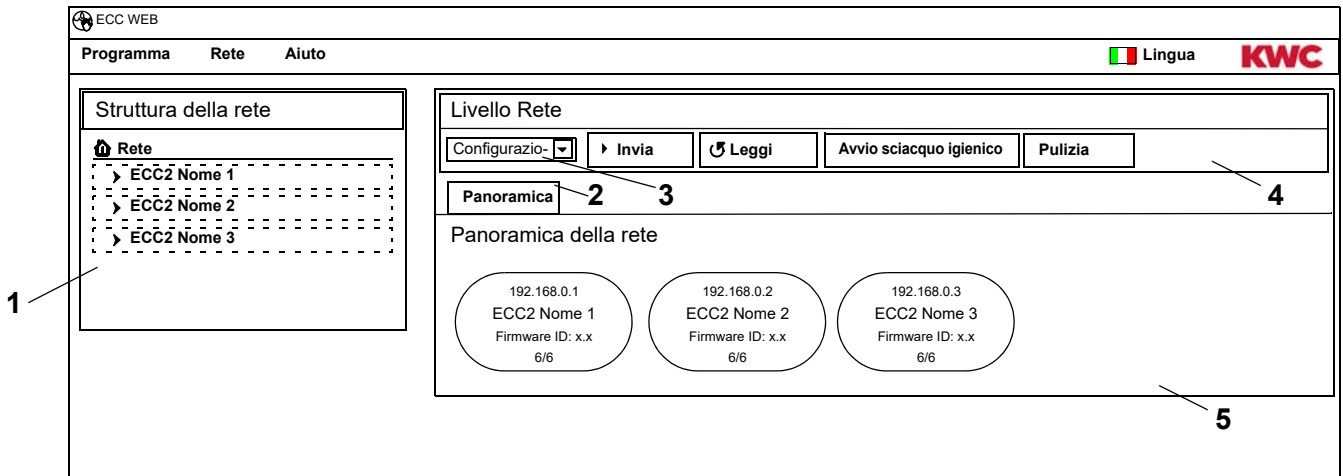 ECC WEB
Programma Rete Aiuto Lingua KWC
Struttura della rete
Rete
ECC2 Nome 1
ECC2 Nome 2
ECC2 Nome 3
1
Livello Rete
Configurazio- Invia Leggi Avvio sciacquo igienico Pulizia
Panoramica 2 3 4
Panoramica della rete
192.168.0.1
ECC2 Nome 1
Firmware ID: x.x
6/6
192.168.0.2
ECC2 Nome 2
Firmware ID: x.x
6/6
192.168.0.3
ECC2 Nome 3
Firmware ID: x.x
6/6
5